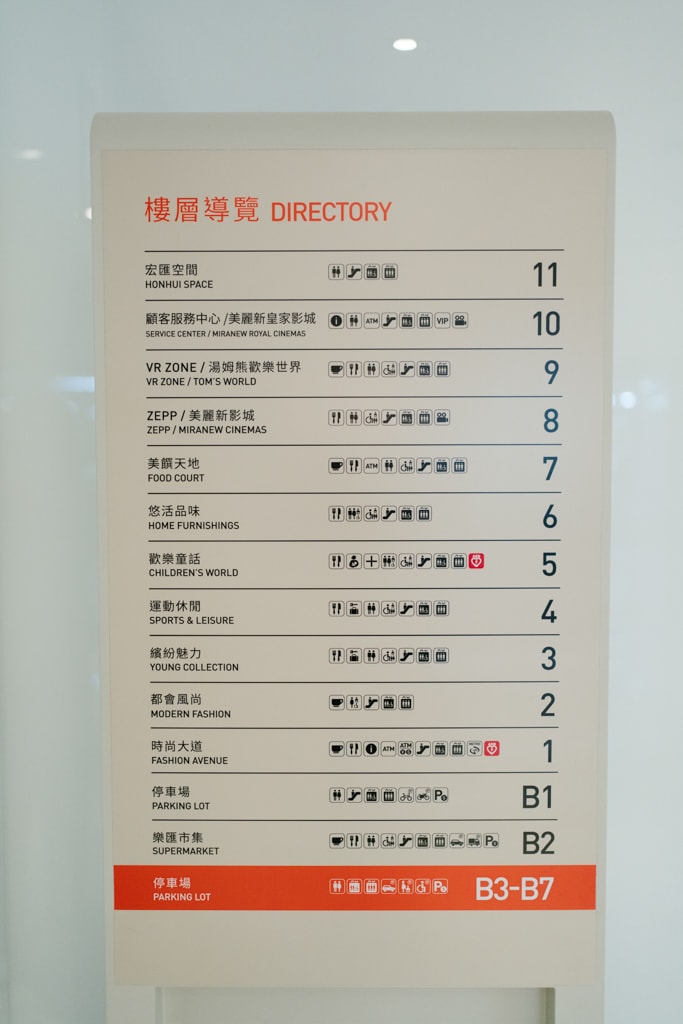 樓層導覽 DIRECTORY
宏匯空間
HONHUI SPACE
11
顧客服務中心 /美麗新皇家影城
SERVICE CENTER / MIRANEW ROYAL CINEMAS
ATM
VIP
10
VR ZONE / 湯姆熊歡樂世界
VR ZONE / TOM'S WORLD
9
ZEPP / 美麗新影城
ZEPP / MIRANEW CINEMAS
8
美饌天地
FOOD COURT
ATM
7
悠活品味
HOME FURNISHINGS
6
歡樂童話
CHILDREN'S WORLD
5
運動休閒
SPORTS & LEISURE
4
繽紛魅力
YOUNG COLLECTION
3
都會風尚
MODERN FASHION
2
時尚大道
FASHION AVENUE
ATM
ATM
1
停車場
PARKING LOT
P
B1
樂匯市集
SUPERMARKET
P
B2
停車場
PARKING LOT
P
B3-B7